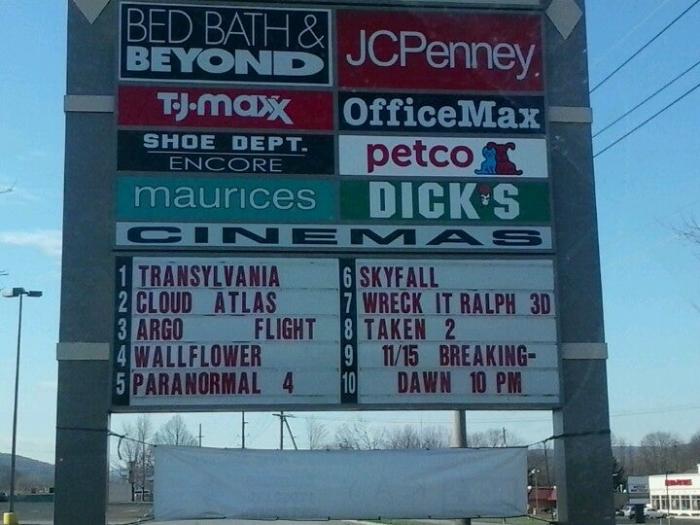 BED BATH &
BEYOND
JCPenney
T.J.maxx
OfficeMax
SHOE DEPT.
ENCORE
petco
maurices
DICK'S
CINEMAS
1 TRANSYLVANIA
2 CLOUD ATLAS
3 ARGO FLIGHT
4 WALLFLOWER
5 PARANORMAL 4
6 SKYFALL
7 WRECK IT RALPH 3D
8 TAKEN 2
9 11/15 BREAKING-
10 DAWN 10 PM